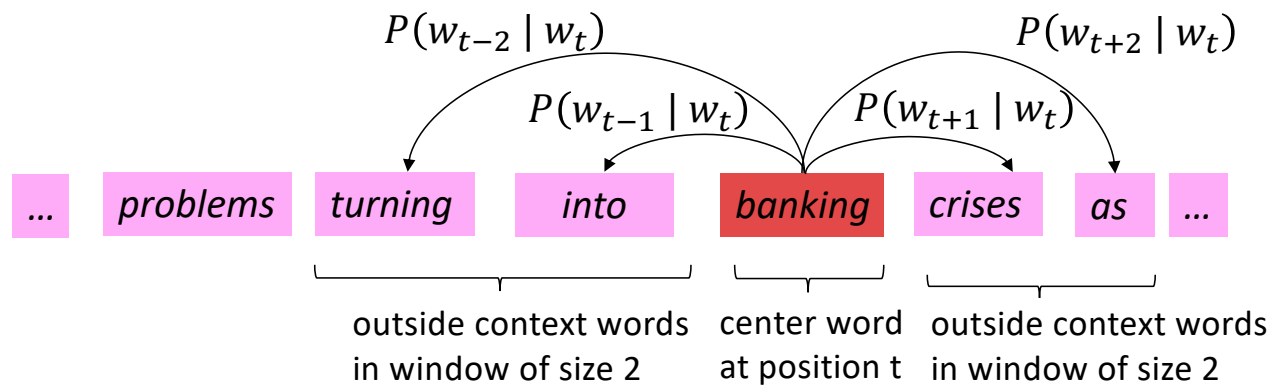 P(w_{t-2} | w_t) P(w_{t+2} | w_t)
P(w_{t-1} | w_t) P(w_{t+1} | w_t)
... problems turning into banking crises as ...
outside context words
in window of size 2
center word
at position t
outside context words
in window of size 2